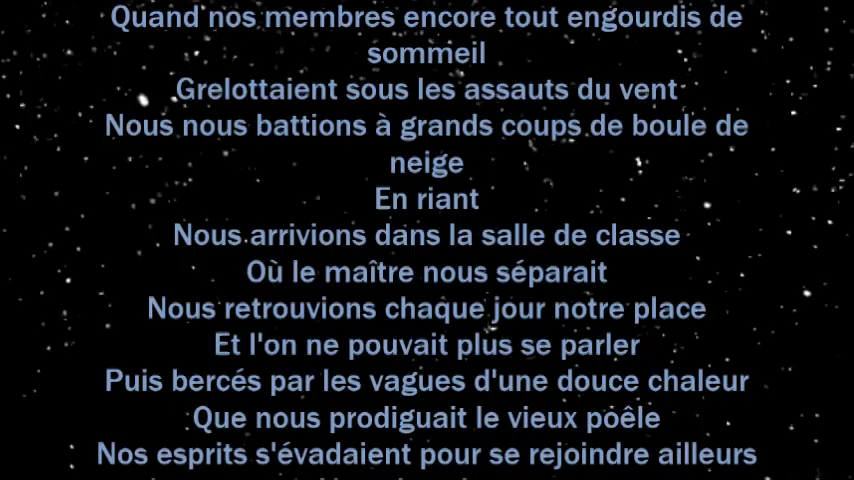 Quand nos membres encore tout engourdis de
sommeil
Grelottaient sous les assauts du vent
Nous nous battions à grands coups de boule de
neige
En riant
Nous arrivions dans la salle de classe
Où le maître nous séparait
Nous retrouvions chaque jour notre place
Et l'on ne pouvait plus se parler
Puis bercés par les vagues d'une douce chaleur
Que nous prodiguait le vieux poêle
Nos esprits s'évadaient pour se rejoindre ailleurs